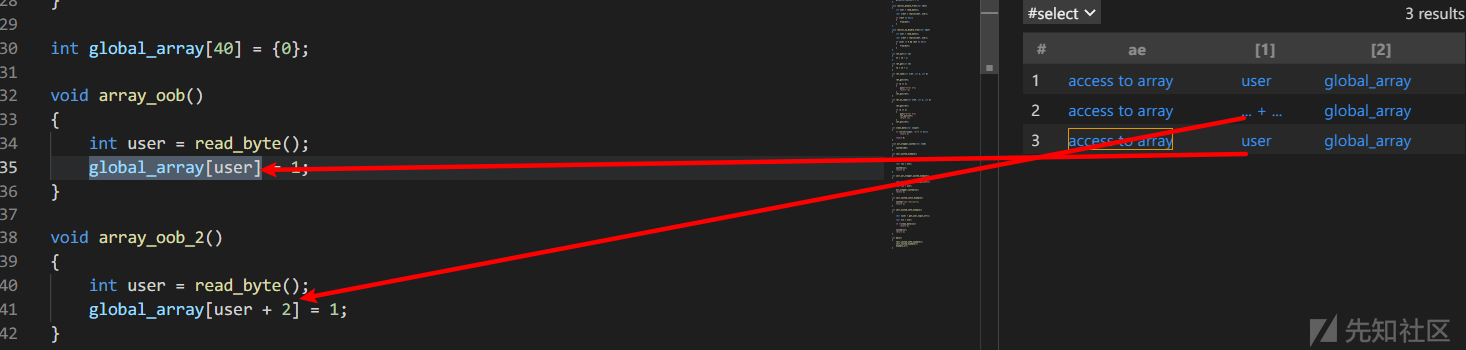 28 }
29
30 int global_array[40] = {0};
31
32 void array_oob()
33 {
34 int user = read_byte();
35 global_array[user] = 1;
36 }
37
38 void array_oob_2()
39 {
40 int user = read_byte();
41 global_array[user + 2] = 1;
42 }
#select
3 results
# ae [1] [2]
1 access to array user global_array
2 access to array ... + ... global_array
3 access to array user global_array
先知社区